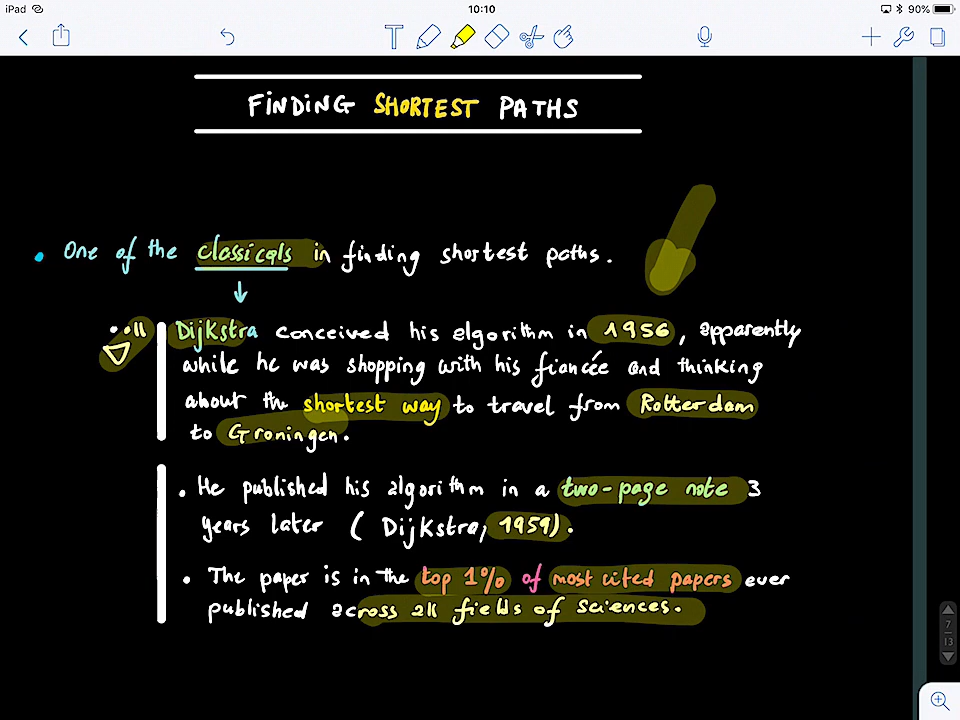 iPad
10:10
90%
FINDING SHORTEST PATHS
• One of the classicals in finding shortest paths.
Dijkstra conceived his elgorithm in 1956, apparently
while he was shopping with his fiancée and thinking
about the shortest way to travel from Rotterdam
to Groningen.
• He published his algorithm in a two-page note 3
years later (Dijkstra, 1959).
• The paper is in the top 1% of most cited papers ever
published across all fields of sciences.
7
13